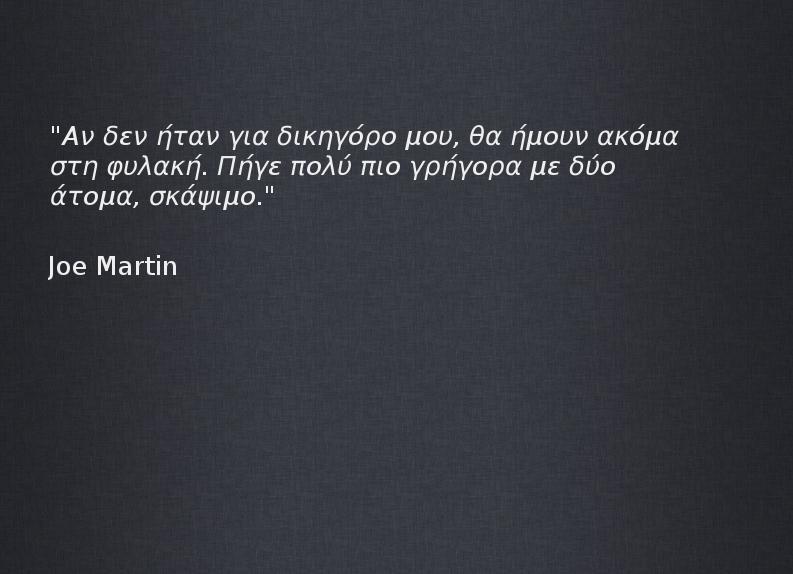 "Αν δεν ήταν για δικηγόρο μου, θα ήμουν ακόμα
στη φυλακή. Πήγε πολύ πιο γρήγορα με δύο
άτομα, σκάψιμο."
Joe Martin